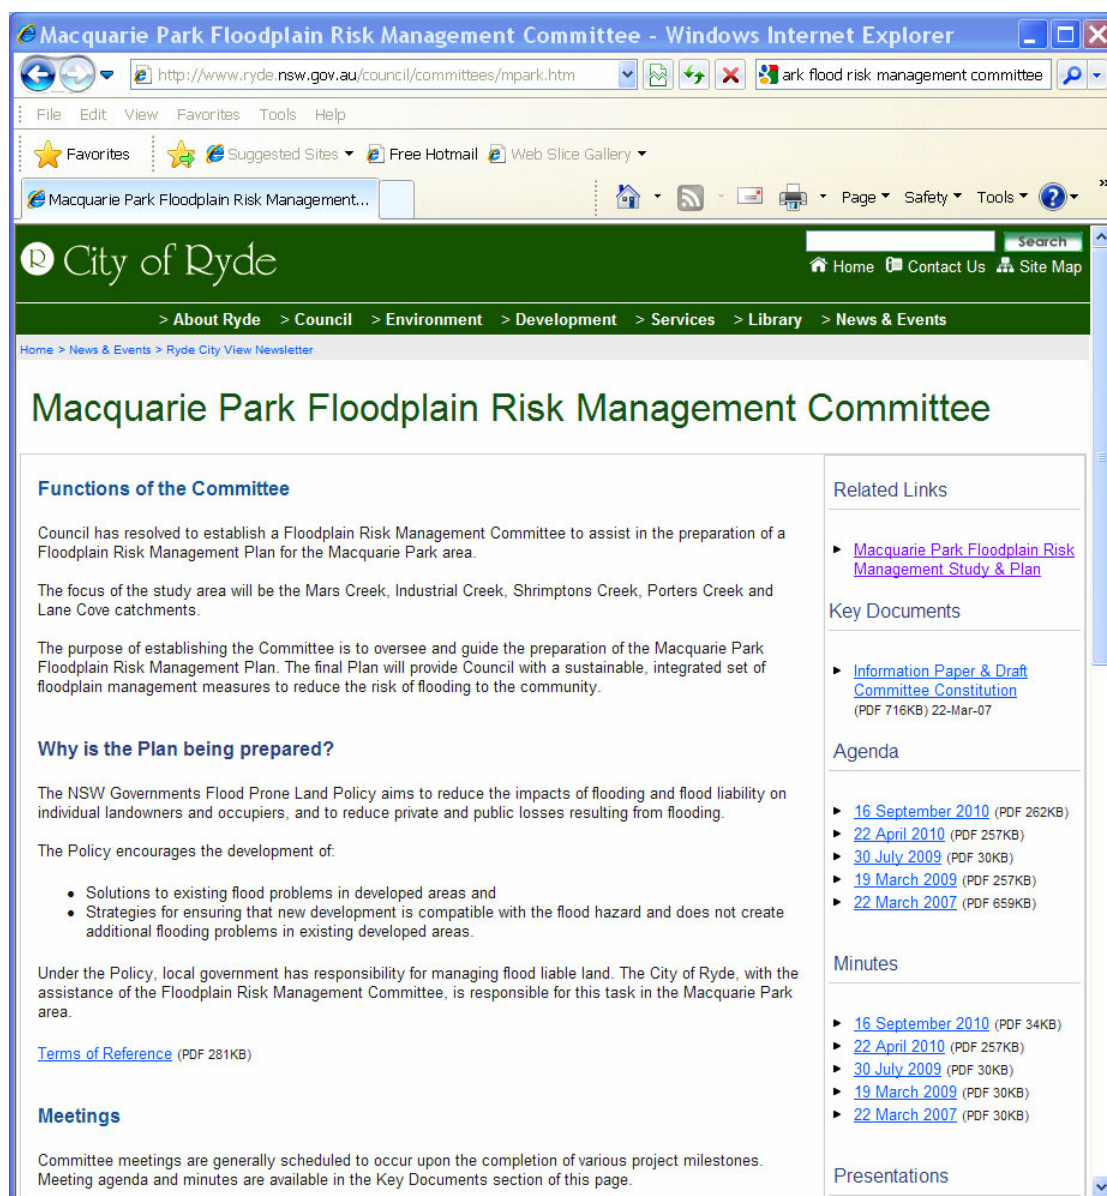 Macquarie Park Floodplain Risk Management Committee - Windows Internet Explorer
http://www.ryde.nsw.gov.au/council/committees/mpark.htm
ark flood risk management committee
File Edit View Favorites Tools Help
Favorites Suggested Sites Free Hotmail Web Slice Gallery
Macquarie Park Floodplain Risk Management...
Page Safety Tools
R City of Ryde
Search
Home Contact Us Site Map
> About Ryde > Council > Environment > Development > Services > Library > News & Events
Home > News & Events > Ryde City View Newsletter
Macquarie Park Floodplain Risk Management Committee
Functions of the Committee
Council has resolved to establish a Floodplain Risk Management Committee to assist in the preparation of a
Floodplain Risk Management Plan for the Macquarie Park area.
The focus of the study area will be the Mars Creek, Industrial Creek, Shrimptons Creek, Porters Creek and
Lane Cove catchments.
The purpose of establishing the Committee is to oversee and guide the preparation of the Macquarie Park
Floodplain Risk Management Plan. The final Plan will provide Council with a sustainable, integrated set of
floodplain management measures to reduce the risk of flooding to the community.
Why is the Plan being prepared?
The NSW Governments Flood Prone Land Policy aims to reduce the impacts of flooding and flood liability on
individual landowners and occupiers, and to reduce private and public losses resulting from flooding.
The Policy encourages the development of:
• Solutions to existing flood problems in developed areas and
• Strategies for ensuring that new development is compatible with the flood hazard and does not create
additional flooding problems in existing developed areas.
Under the Policy, local government has responsibility for managing flood liable land. The City of Ryde, with the
assistance of the Floodplain Risk Management Committee, is responsible for this task in the Macquarie Park
area.
Terms of Reference (PDF 281KB)
Meetings
Committee meetings are generally scheduled to occur upon the completion of various project milestones.
Meeting agenda and minutes are available in the Key Documents section of this page.
Related Links
Macquarie Park Floodplain Risk
Management Study & Plan
Key Documents
Information Paper & Draft
Committee Constitution
(PDF 716KB) 22-Mar-07
Agenda
16 September 2010 (PDF 262KB)
22 April 2010 (PDF 257KB)
30 July 2009 (PDF 30KB)
19 March 2009 (PDF 257KB)
22 March 2007 (PDF 659KB)
Minutes
16 September 2010 (PDF 34KB)
22 April 2010 (PDF 257KB)
30 July 2009 (PDF 30KB)
19 March 2009 (PDF 30KB)
22 March 2007 (PDF 30KB)
Presentations